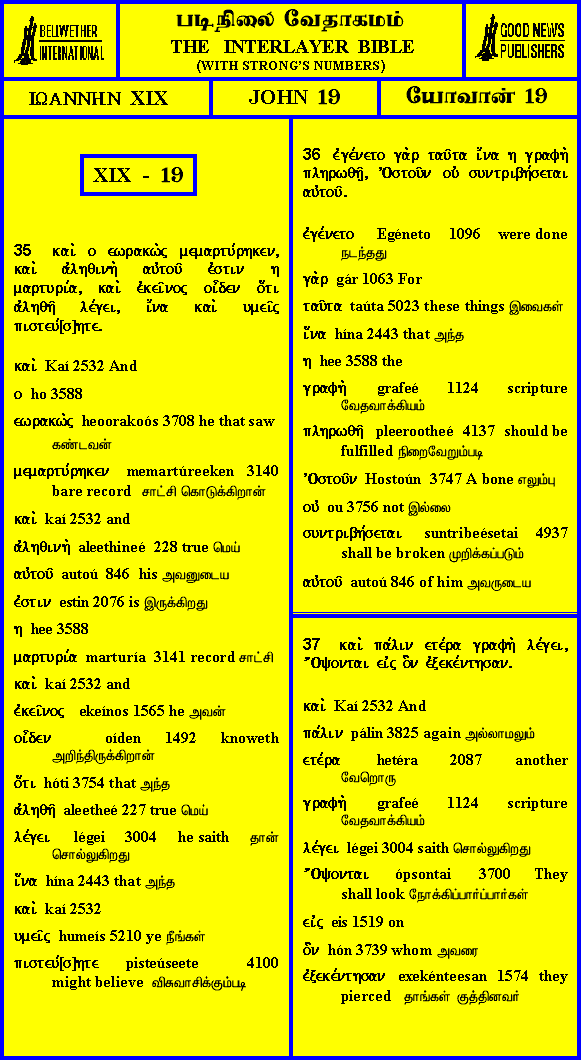 BELLWETHER
INTERNATIONAL
படிநிலை வேதாகமம்
THE INTERLAYER BIBLE
(WITH STRONG'S NUMBERS)
GOOD NEWS
PUBLISHERS
ΙΩΑΝΝΗΝ XIX
JOHN 19
யோவான் 19
XIX - 19
35 καὶ ο εωρακὼς μεμαρτύρηκεν,
καὶ ἀληθινὴ αὐτοῦ ἐστιν η
μαρτυρία, καὶ ἐκεῖνος οἶδεν ὅτι
ἀληθῆ λέγει, ἵνα καὶ υμεῖς
πιστεύ[σ]ητε.
καὶ Kaí 2532 And
ο ho 3588
εωρακὼς heoorakoós 3708 he that saw
கண்டவன்
μεμαρτύρηκεν memartúreeken 3140
bare record சாட்சி கொடுக்கிறான்
καὶ kaí 2532 and
ἀληθινὴ aleethineé 228 true மெய்
αὐτοῦ autoú 846 his அவனுடைய
ἐστιν estin 2076 is இருக்கிறது
η hee 3588
μαρτυρία marturía 3141 record சாட்சி
καὶ kaí 2532 and
ἐκεῖνος ekeínos 1565 he அவன்
οἶδεν oíden 1492 knoweth
அறிந்திருக்கிறான்
ὅτι hóti 3754 that அந்த
ἀληθῆ aleetheé 227 true மெய்
λέγει légei 3004 he saith தான்
சொல்லுகிறது
ἵνα hína 2443 that அந்த
καὶ kaí 2532
υμεῖς humeís 5210 ye நீங்கள்
πιστεύ[σ]ητε pisteúseete 4100
might believe விசுவாசிக்கும்படி
36 ἐγένετο γὰρ ταῦτα ἵνα η γραφὴ
πληρωθῇ, Ὀστοῦν οὐ συντριβήσεται
αὐτοῦ.
ἐγένετο Egéneto 1096 were done
நடந்தது
γὰρ gár 1063 For
ταῦτα taúta 5023 these things இவைகள்
ἵνα hína 2443 that அந்த
η hee 3588 the
γραφὴ grafeé 1124 scripture
வேதவாக்கியம்
πληρωθῇ pleerootheé 4137 should be
fulfilled நிறைவேறும்படி
Ὀστοῦν Hostoún 3747 A bone எலும்பு
οὐ ou 3756 not இல்லை
συντριβήσεται suntribeésetai 4937
shall be broken முறிக்கப்படும்
αὐτοῦ autoú 846 of him அவருடைய
37 καὶ πάλιν ετέρα γραφὴ λέγει,
Ὄψονται εἰς ὃν ἐξεκέντησαν.
καὶ Kaí 2532 And
πάλιν pálin 3825 again அல்லாமலும்
ετέρα hetéra 2087 another
வேறொரு
γραφὴ grafeé 1124 scripture
வேதவாக்கியம்
λέγει légei 3004 saith சொல்லுகிறது
Ὄψονται ópsontai 3700 They
shall look நோக்கிப்பார்ப்பார்கள்
εἰς eis 1519 on
ὃν hón 3739 whom அவரை
ἐξεκέντησαν exekénteesan 1574 they
pierced தாங்கள் குத்தினவர்